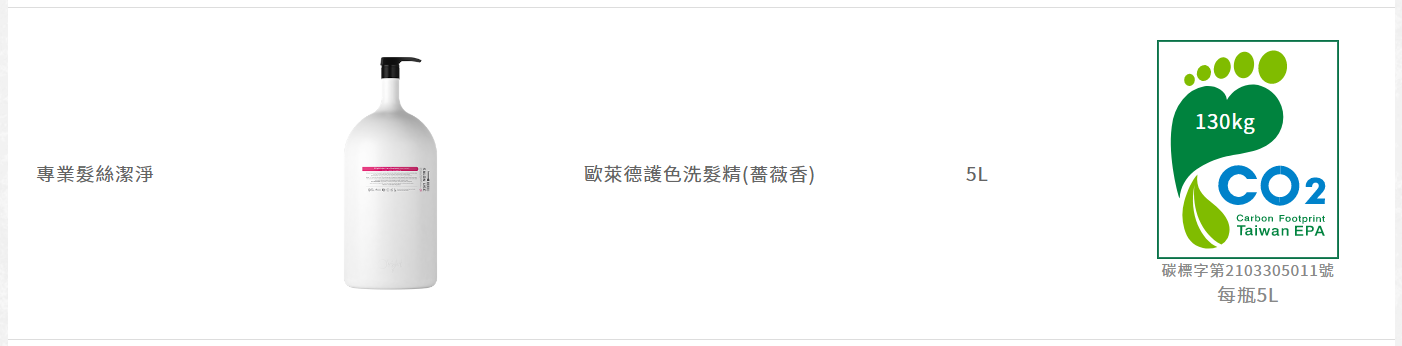 專業髮絲潔淨
歐萊德護色洗髮精(薔薇香)
5L
130kg
CO2
Carbon Footprint
Taiwan EPA
碳標字第2103305011號
每瓶5L